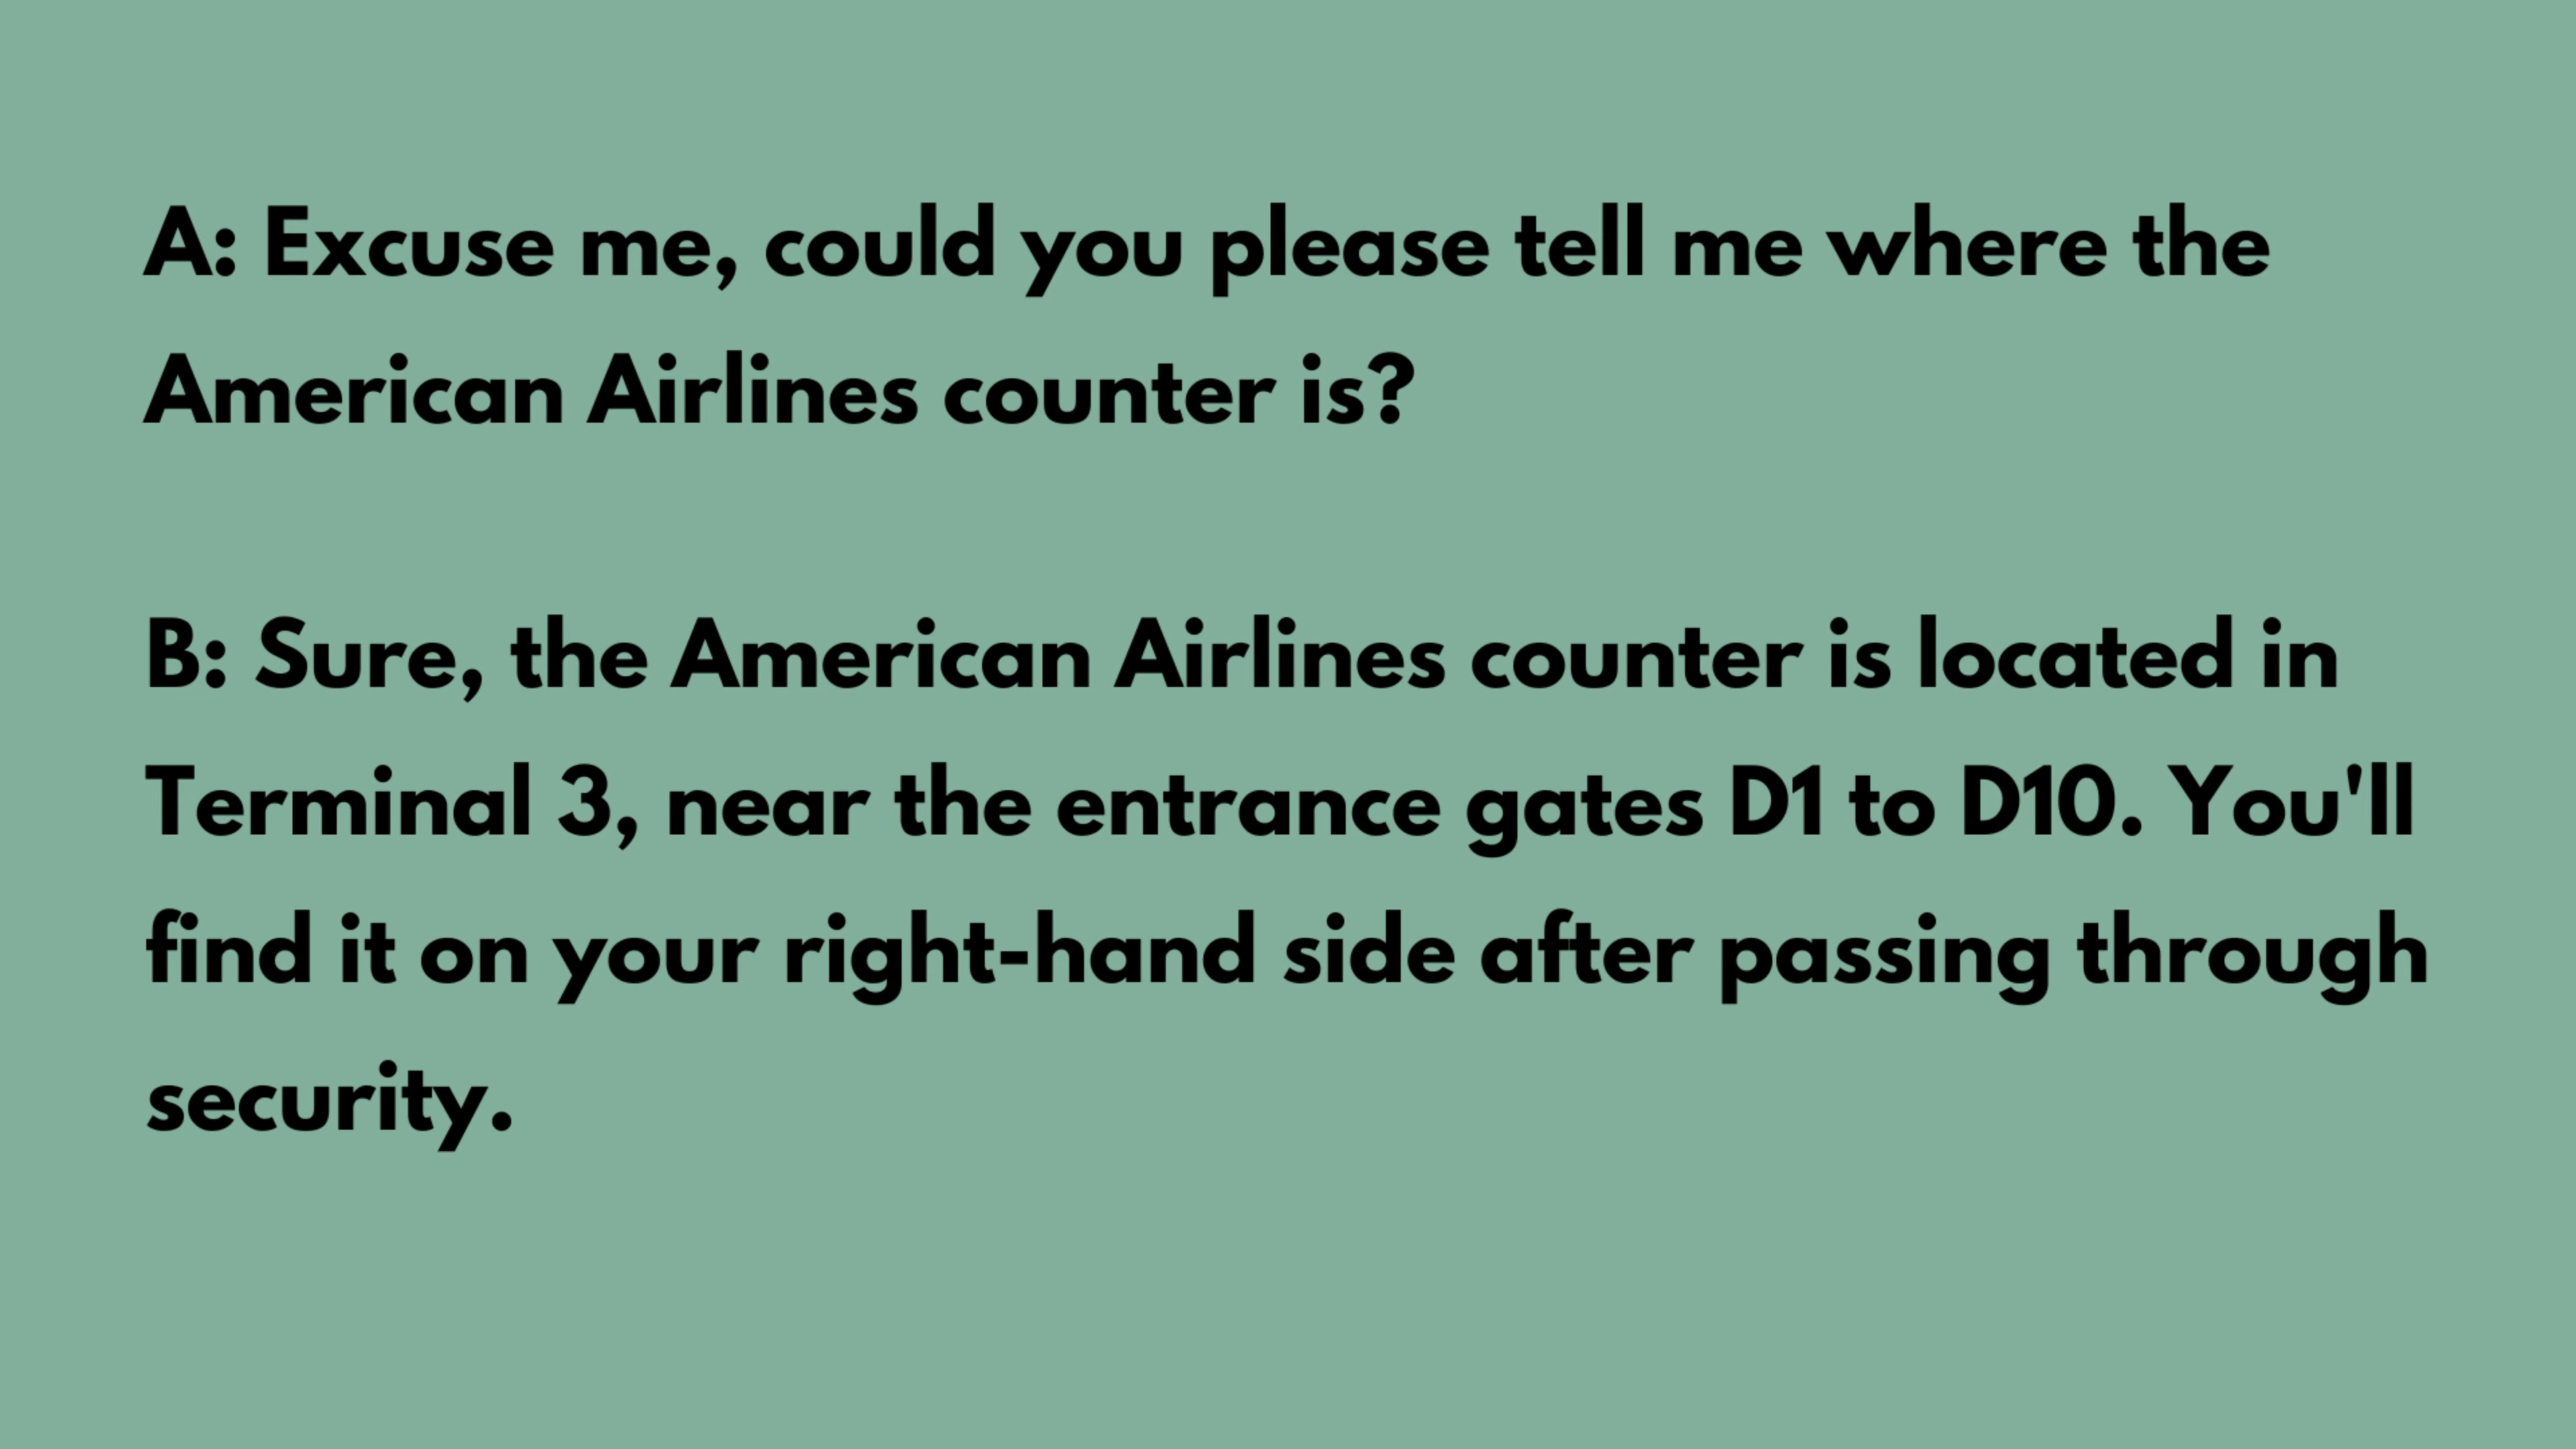 A: Excuse me, could you please tell me where the
American Airlines counter is?
B: Sure, the American Airlines counter is located in
Terminal 3, near the entrance gates D1 to D10. You'll
find it on your right-hand side after passing through
security.